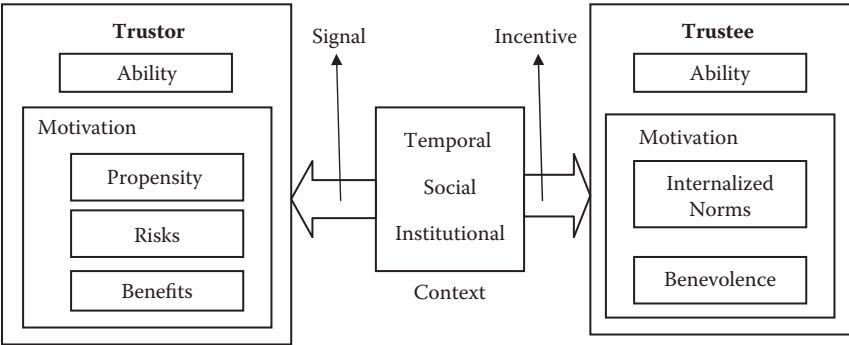 Trustor
Ability
Motivation
Propensity
Risks
Benefits
Signal
Incentive
Temporal
Social
Institutional
Context
Trustee
Ability
Motivation
Internalized
Norms
Benevolence